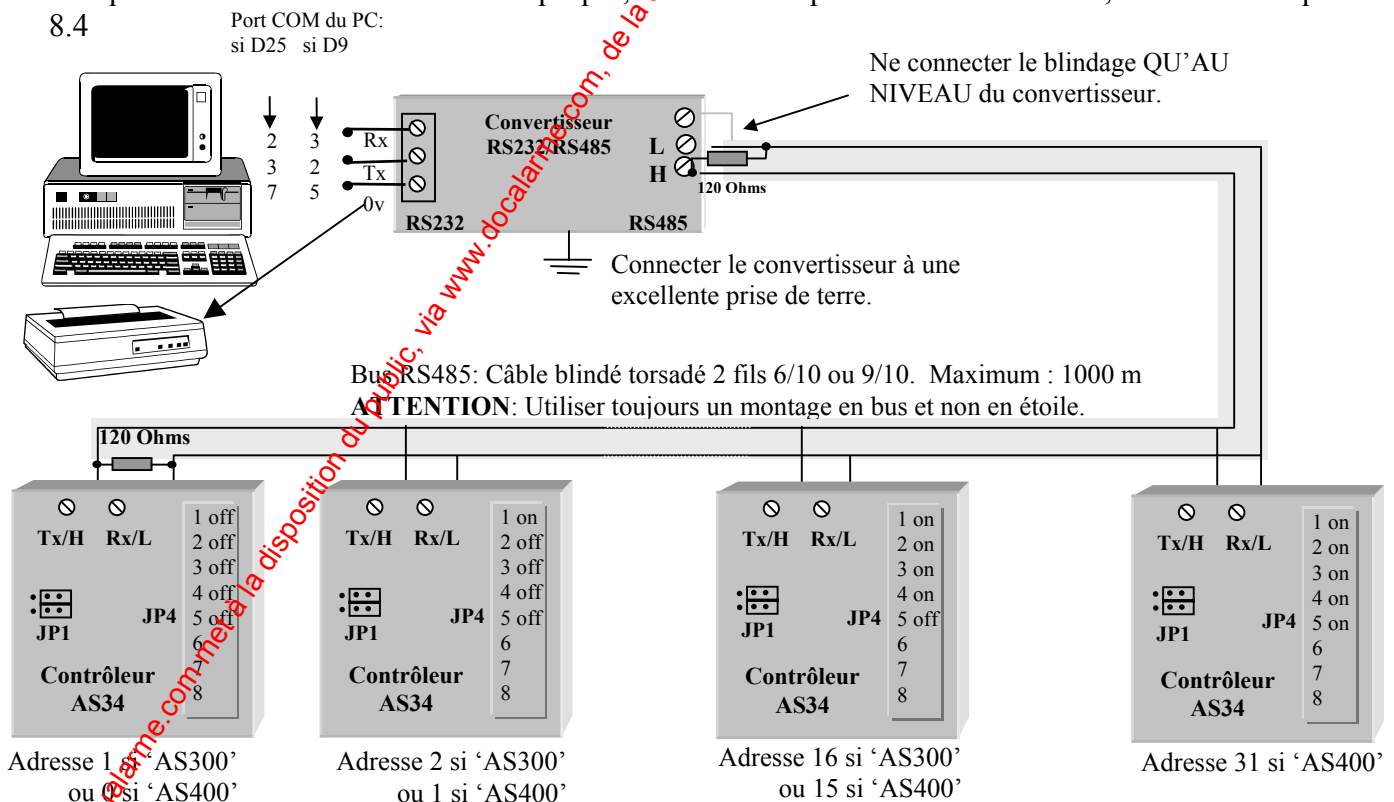 8.4
Port COM du PC:
si D25 si D9
2 3
3 2
7 5
Rx
Tx
0v
RS232
Convertisseur
RS232/RS485
L
H
RS485
120 Ohms
Ne connecter le blindage QU’AU
NIVEAU du convertisseur.
Connecter le convertisseur à une
excellente prise de terre.
Bus RS485: Câble blindé torsadé 2 fils 6/10 ou 9/10. Maximum : 1000 m
ATTENTION: Utiliser toujours un montage en bus et non en étoile.
120 Ohms
Tx/H Rx/L
JP1
JP4
1 off
2 off
3 off
4 off
5 off
6
7
8
Contrôleur
AS34
Adresse 1 si ‘AS300’
ou 0 si ‘AS400’
Tx/H Rx/L
JP1
JP4
1 on
2 off
3 off
4 off
5 off
6
7
8
Contrôleur
AS34
Adresse 2 si ‘AS300’
ou 1 si ‘AS400’
Tx/H Rx/L
JP1
JP4
1 on
2 on
3 on
4 on
5 off
6
7
8
Contrôleur
AS34
Adresse 16 si ‘AS300’
ou 15 si ‘AS400’
Tx/H Rx/L
JP1
JP4
1 on
2 on
3 on
4 on
5 on
6
7
8
Contrôleur
AS34
Adresse 31 si ‘AS400’
alarme.com met à la disposition du public, via www.docalarme.com, de la